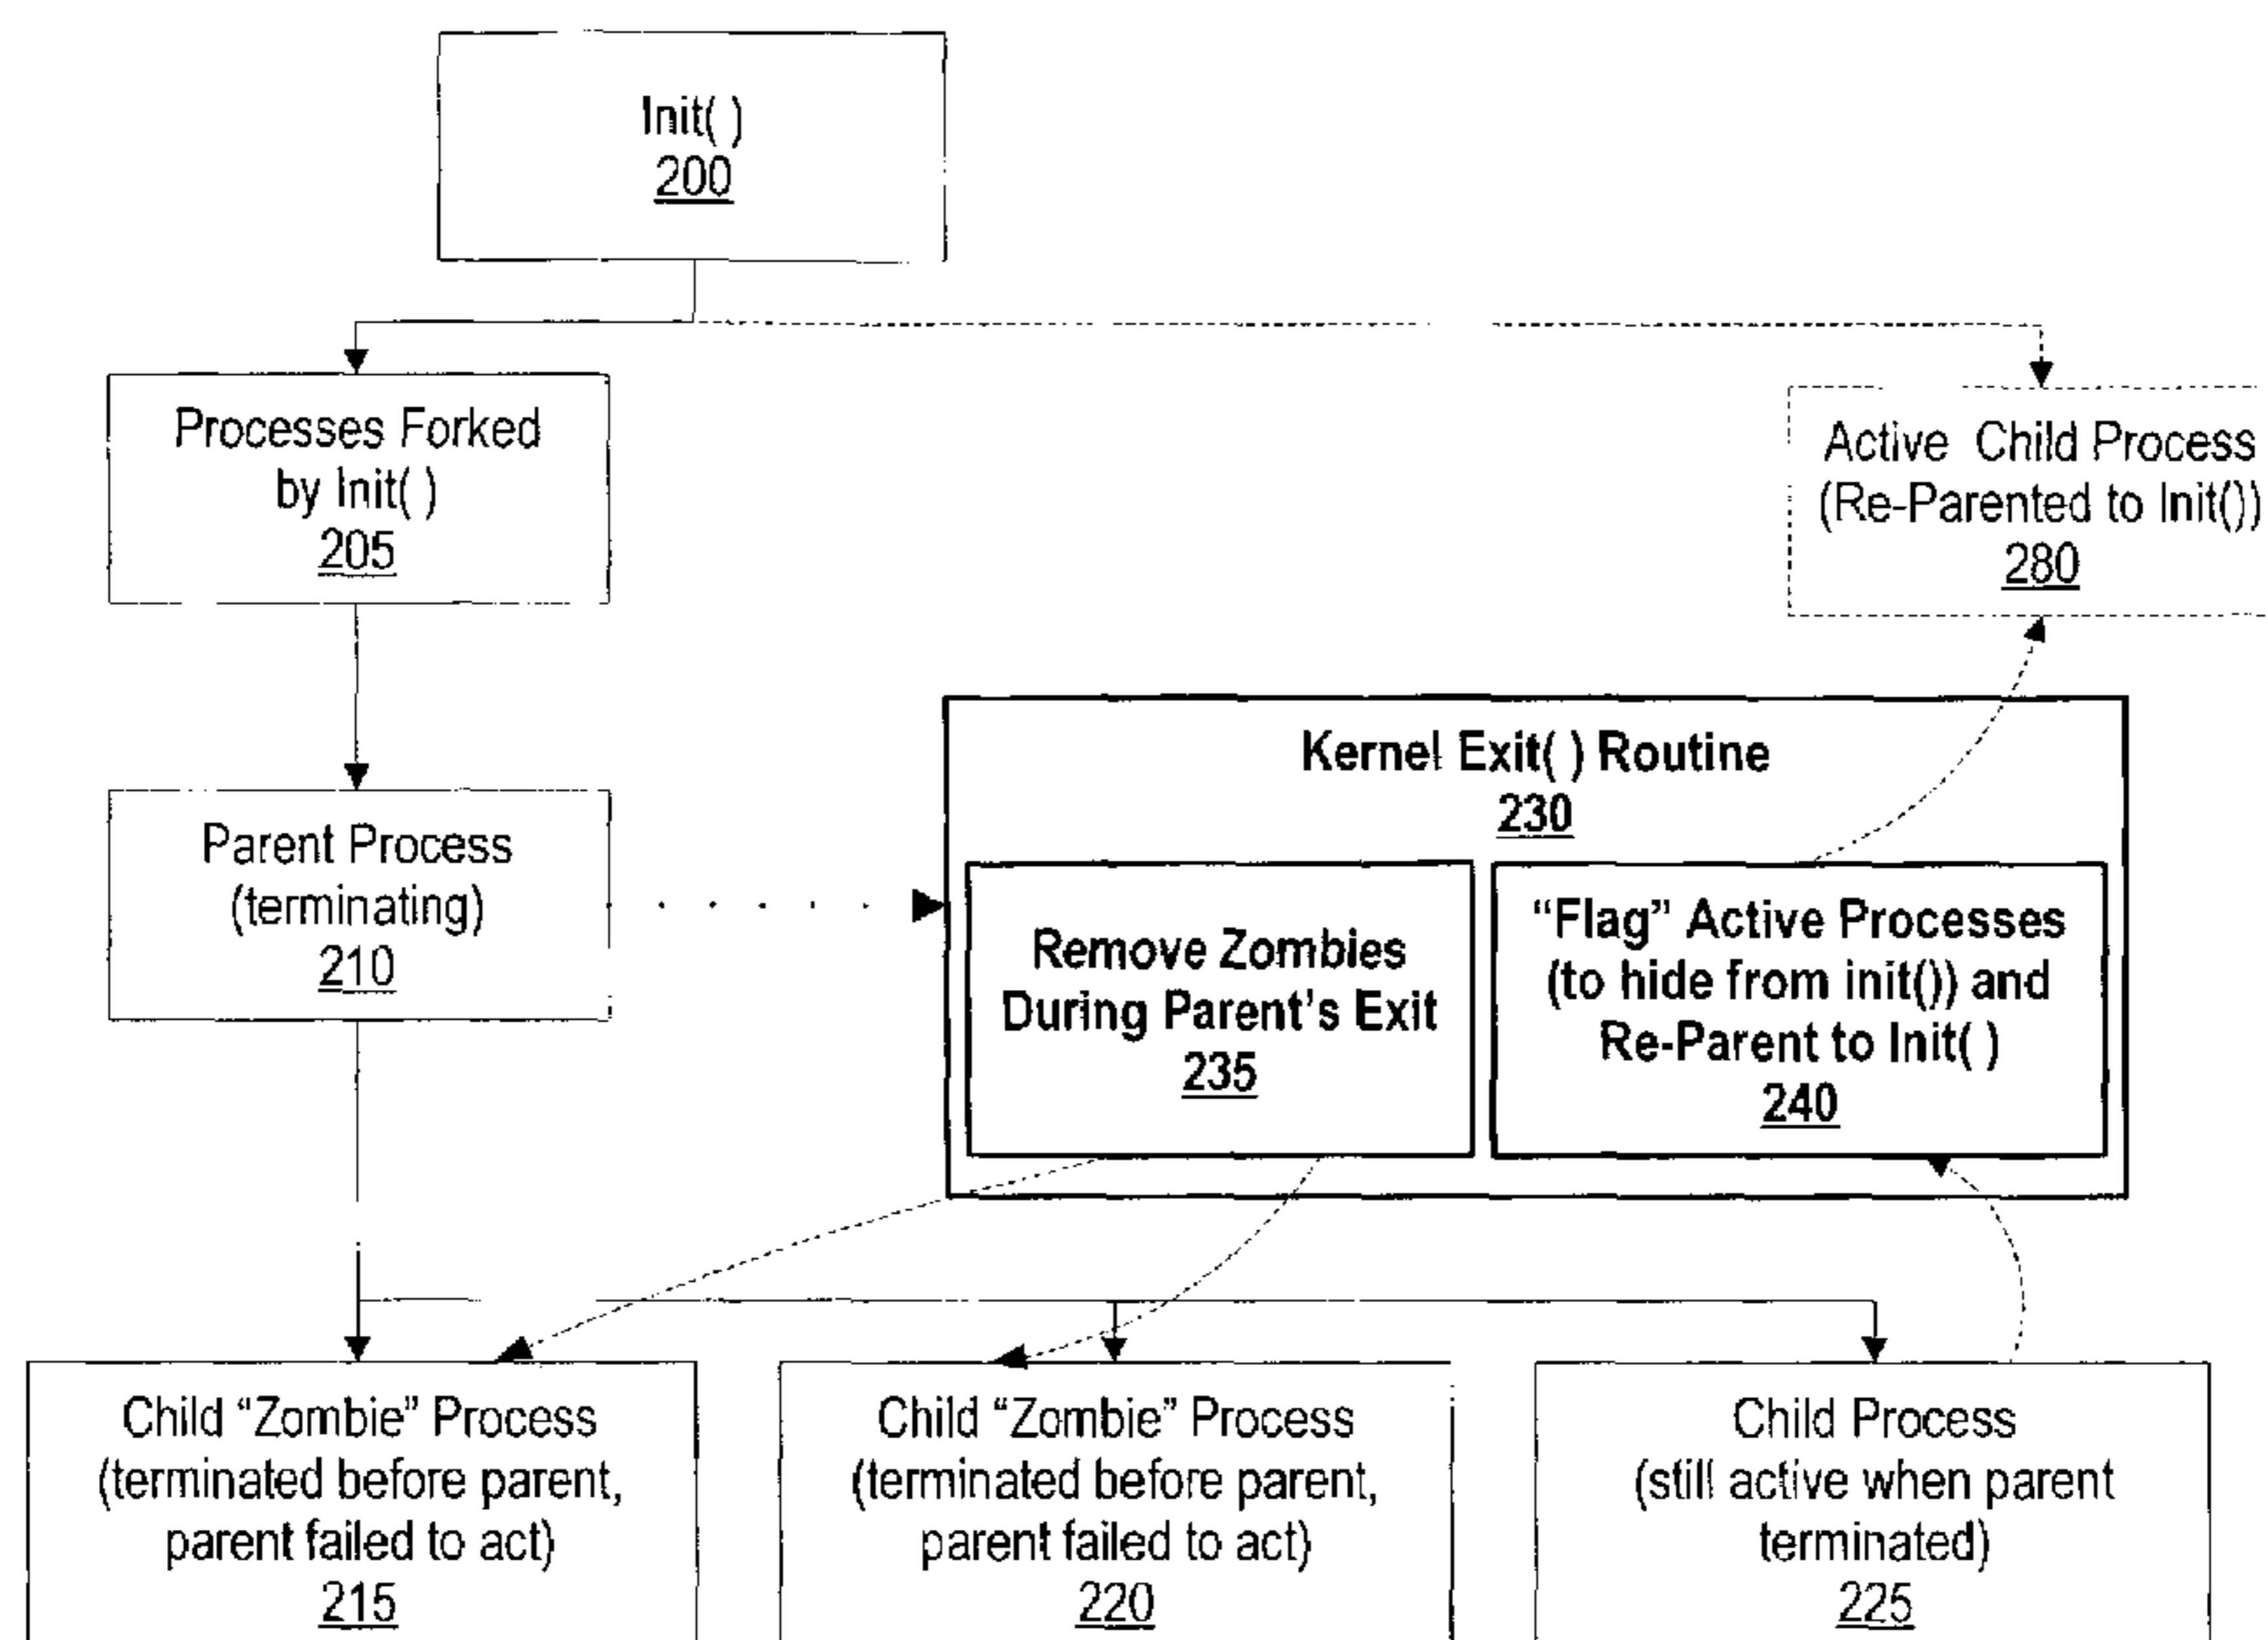 Init( )
200
Processes Forked
by Init( )
205
Active Child Process
(Re-Parented to Init())
280
Kernel Exit( ) Routine
230
Parent Process
(terminating)
210
Remove Zombies
During Parent's Exit
235
“Flag” Active Processes
(to hide from init()) and
Re-Parent to Init( )
240
Child “Zombie” Process
(terminated before parent,
parent failed to act)
215
Child “Zombie” Process
(terminated before parent,
parent failed to act)
220
Child Process
(still active when parent
terminated)
225